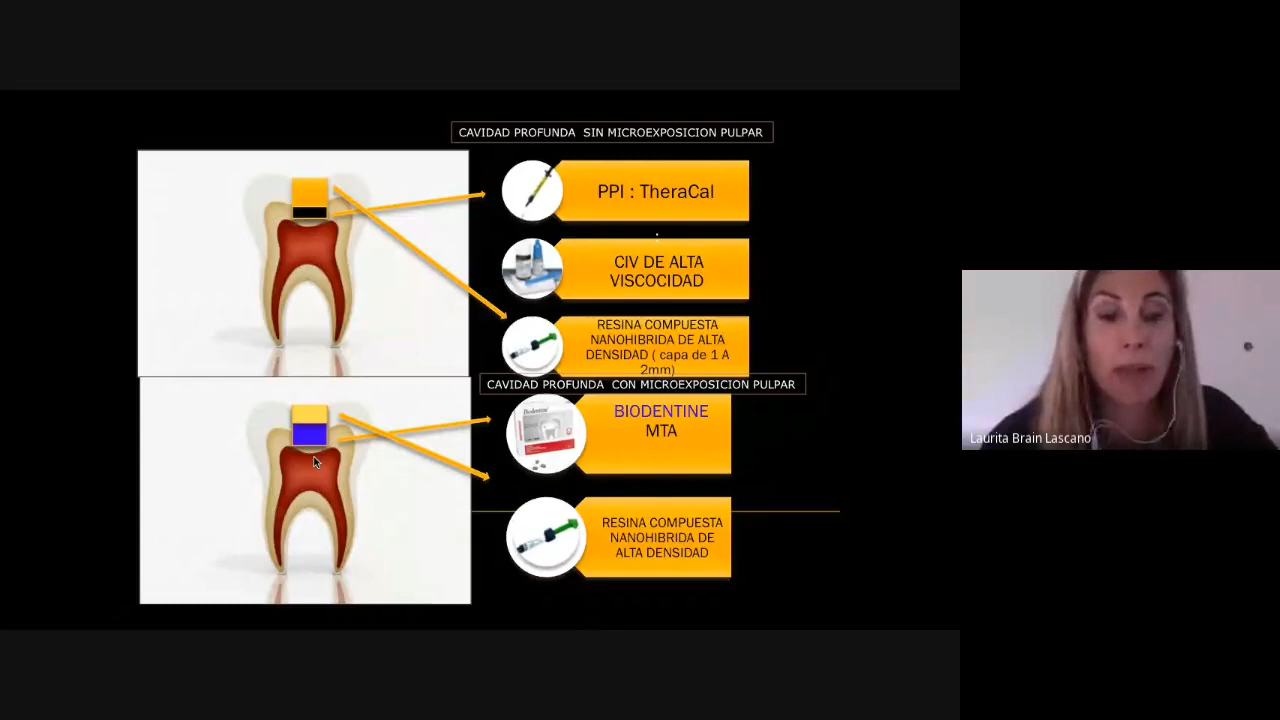 CAVIDAD PROFUNDA SIN MICROEXPOSICION PULPAR
PPI : TheraCal
CIV DE ALTA
VISCOCIDAD
RESINA COMPUESTA
NANOHIBRIDA DE ALTA
DENSIDAD ( capa de 1 A
2mm)
CAVIDAD PROFUNDA CON MICROEXPOSICION PULPAR
Biodentine
BIODENTINE
MTA
RESINA COMPUESTA
NANOHIBRIDA DE
ALTA DENSIDAD
Laurita Brain Lascano